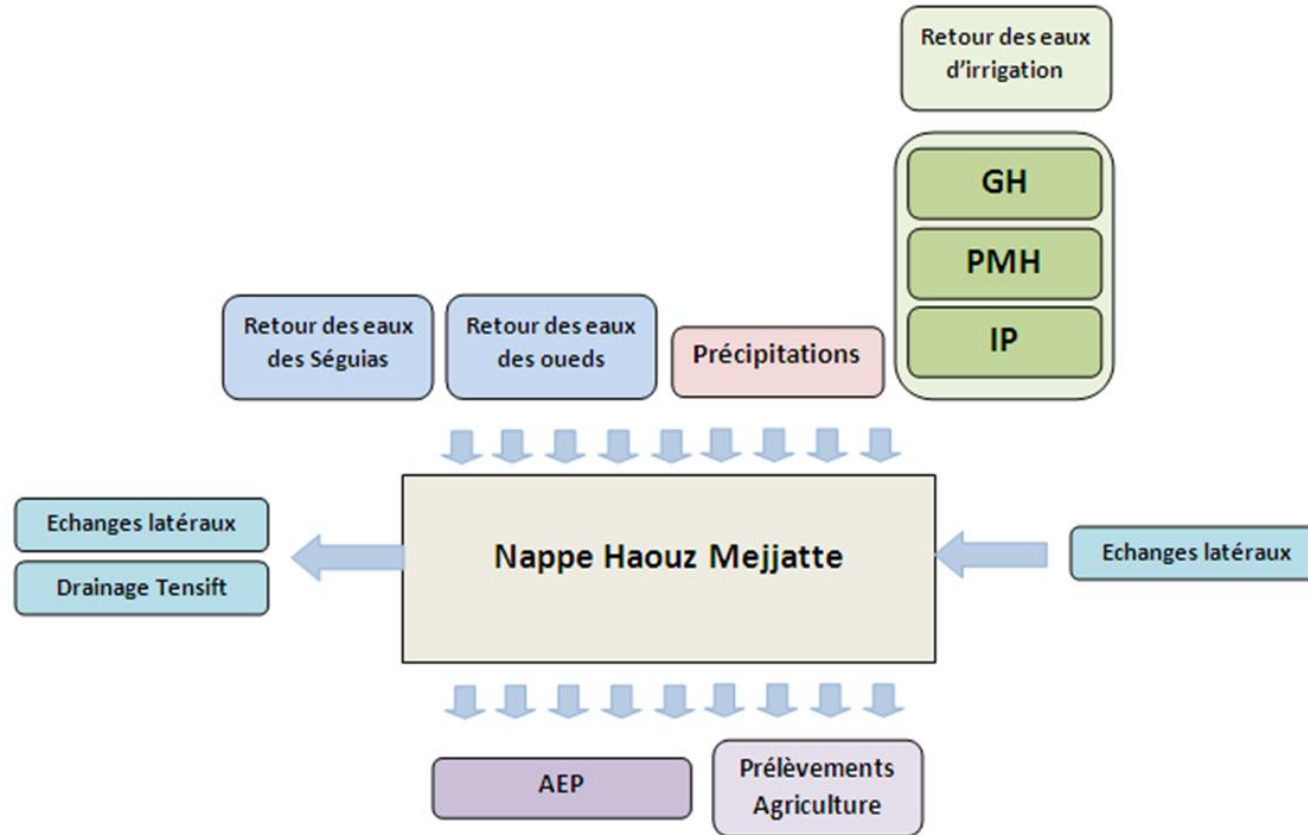 Retour des eaux
d'irrigation
GH
PMH
IP
Retour des eaux
des Séguias
Retour des eaux
des oueds
Précipitations
Echanges latéraux
Drainage Tensift
Nappe Haouz Mejjatte
Echanges latéraux
AEP
Prélèvements
Agriculture